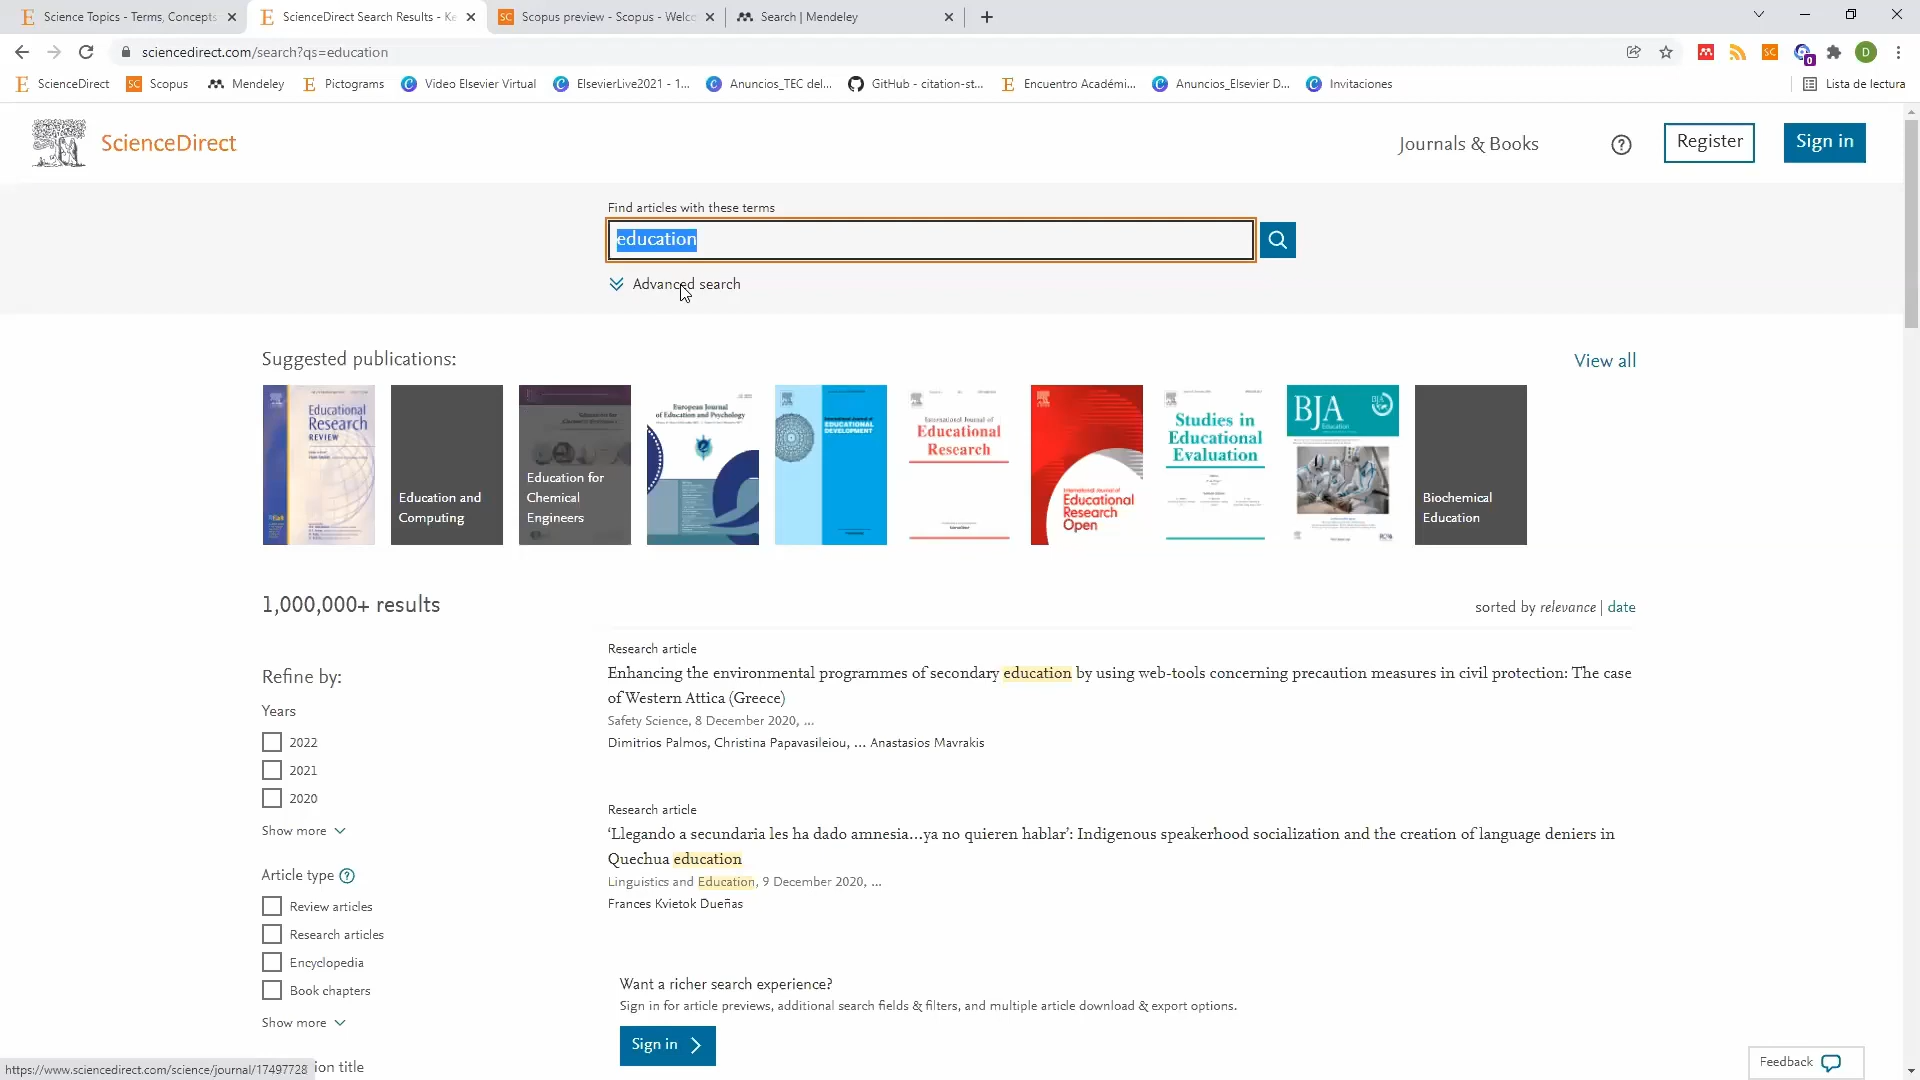 Science Topics - Terms, Concepts
ScienceDirect Search Results - Ke
SC Scopus preview - Scopus - Welco
Search | Mendeley
sciencedirect.com/search?qs=education
SC
0
D
ScienceDirect
SC Scopus
Mendeley
Pictograms
Video Elsevier Virtual
ElsevierLive2021 - 1...
Anuncios_TEC del...
GitHub - citation-st...
Encuentro Académi...
Anuncios_Elsevier D...
Invitaciones
Lista de lectura
ScienceDirect
Journals & Books
Register
Sign in
Find articles with these terms
education
Advanced search
Suggested publications:
View all
Educational
Research
REVIEW
Education and
Computing
Education for
Chemical
Engineers
European Journal
of Education and Psychology
EDUCATIONAL
DEVELOPMENT
International Journal of
Educational
Research
International Journal of
Educational
Research
Open
Studies in
Educational
Evaluation
BJA
Education
Biochemical
Education
1,000,000+ results
sorted by relevance | date
Refine by:
Years
2022
2021
2020
Show more
Article type
Review articles
Research articles
Encyclopedia
Book chapters
Show more
ion title
Research article
Enhancing the environmental programmes of secondary education by using web-tools concerning precaution measures in civil protection: The case
of Western Attica (Greece)
Safety Science, 8 December 2020, ...
Dimitrios Palmos, Christina Papavasileiou, ... Anastasios Mavrakis
Research article
‘Llegando a secundaria les ha dado amnesia…ya no quieren hablar’: Indigenous speakerhood socialization and the creation of language deniers in
Quechua education
Linguistics and Education, 9 December 2020, ...
Frances Kvietok Dueñas
Want a richer search experience?
Sign in for article previews, additional search fields & filters, and multiple article download & export options.
Sign in
Feedback
https://www.sciencedirect.com/science/journal/17497728